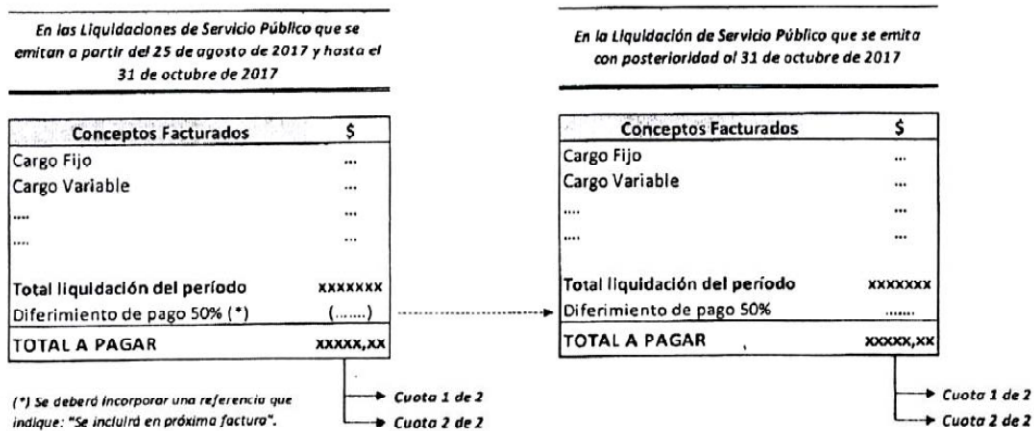 En las Liquidaciones de Servicio Público que se
emitan a partir del 25 de agosto de 2017 y hasta el
31 de octubre de 2017
Conceptos Facturados $
Cargo Fijo ...
Cargo Variable ...
.... ...
.... ...
Total liquidación del período xxxxxxx
Diferimiento de pago 50% (*) (.......)
TOTAL A PAGAR xxxxx,xx
Cuota 1 de 2
Cuota 2 de 2
(*) Se deberá incorporar una referencia que
indique: "Se incluirá en próxima factura".
En la Liquidación de Servicio Público que se emita
con posterioridad al 31 de octubre de 2017
Conceptos Facturados $
Cargo Fijo ...
Cargo Variable ...
.... ...
.... ...
Total liquidación del período xxxxxxx
Diferimiento de pago 50% .......
TOTAL A PAGAR xxxxx,xx
Cuota 1 de 2
Cuota 2 de 2